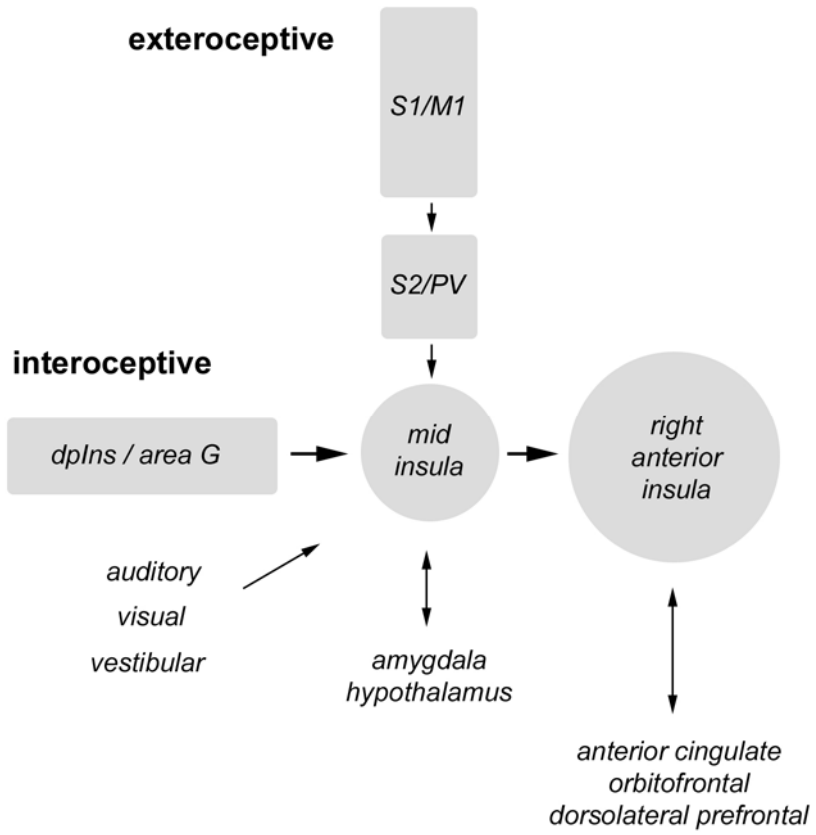 exteroceptive
S1/M1
S2/PV
interoceptive
dpIns / area G
mid
insula
right
anterior
insula
auditory
visual
vestibular
amygdala
hypothalamus
anterior cingulate
orbitofrontal
dorsolateral prefrontal